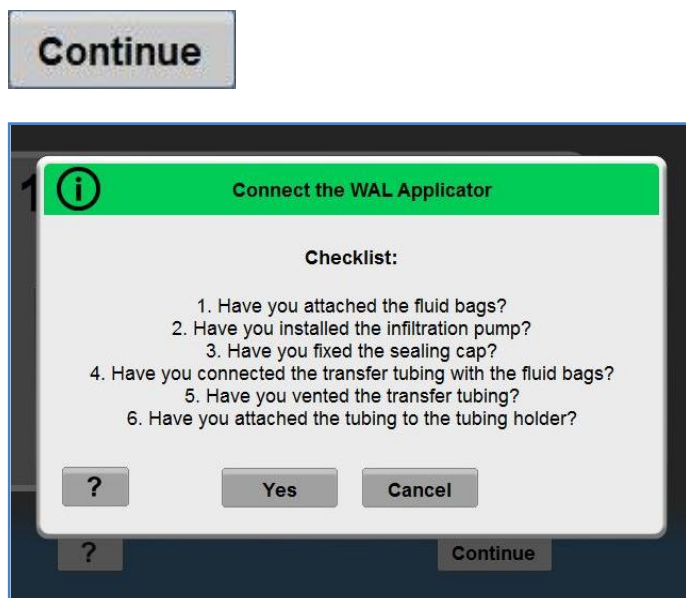 Continue
1
Connect the WAL Applicator
Checklist:
1. Have you attached the fluid bags?
2. Have you installed the infiltration pump?
3. Have you fixed the sealing cap?
4. Have you connected the transfer tubing with the fluid bags?
5. Have you vented the transfer tubing?
6. Have you attached the tubing to the tubing holder?
? Yes Cancel
? Continue